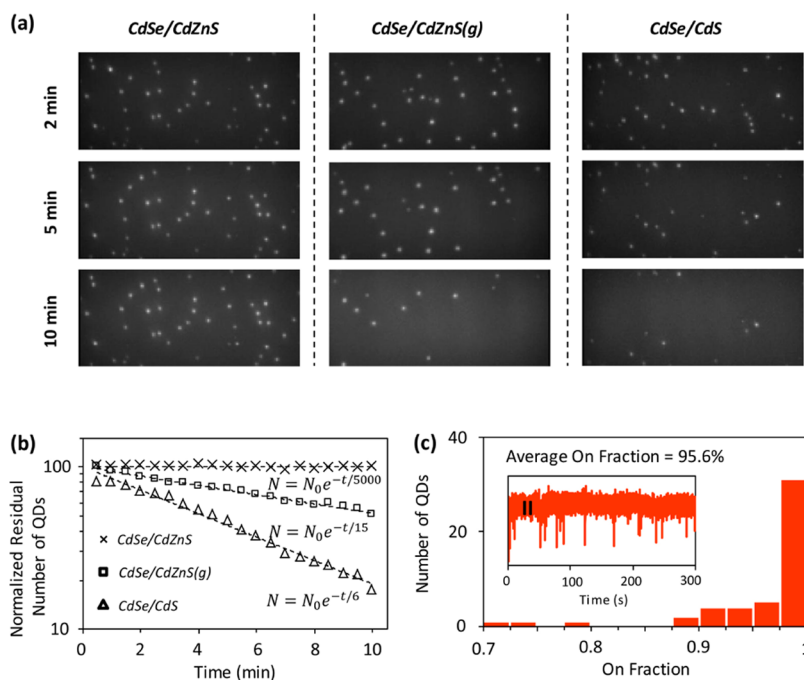 (a)
CdSe/CdZnS
CdSe/CdZnS(g)
CdSe/CdS
2 min
5 min
10 min
(b)
Normalized Residual
Number of QDs
100
10
N = N₀e^{-t/5000}
N = N₀e^{-t/15}
N = N₀e^{-t/6}
CdSe/CdZnS
CdSe/CdZnS(g)
CdSe/CdS
0 2 4 6 8 10
Time (min)
(c)
Number of QDs
40
20
0
Average On Fraction = 95.6%
0 100 200 300
Time (s)
0.7 0.8 0.9 1
On Fraction